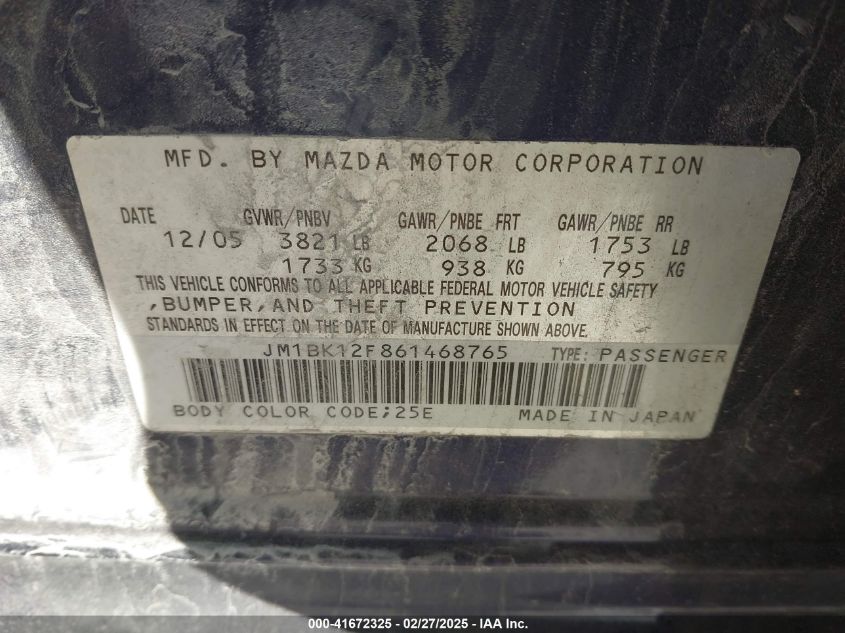 MFD. BY MAZDA MOTOR CORPORATION
DATE GVWR/PNBV GAWR/PNBE FRT GAWR/PNBE RR
12/05 3821 LB 2068 LB 1753 LB
1733 KG 938 KG 795 KG
THIS VEHICLE CONFORMS TO ALL APPLICABLE FEDERAL MOTOR VEHICLE SAFETY
,BUMPER,AND THEFT PREVENTION
STANDARDS IN EFFECT ON THE DATE OF MANUFACTURE SHOWN ABOVE.
JM1BK12F861468765 TYPE: PASSENGER
BODY COLOR CODE;25E MADE IN JAPAN
000-41672325 - 02/27/2025 - IAA Inc.